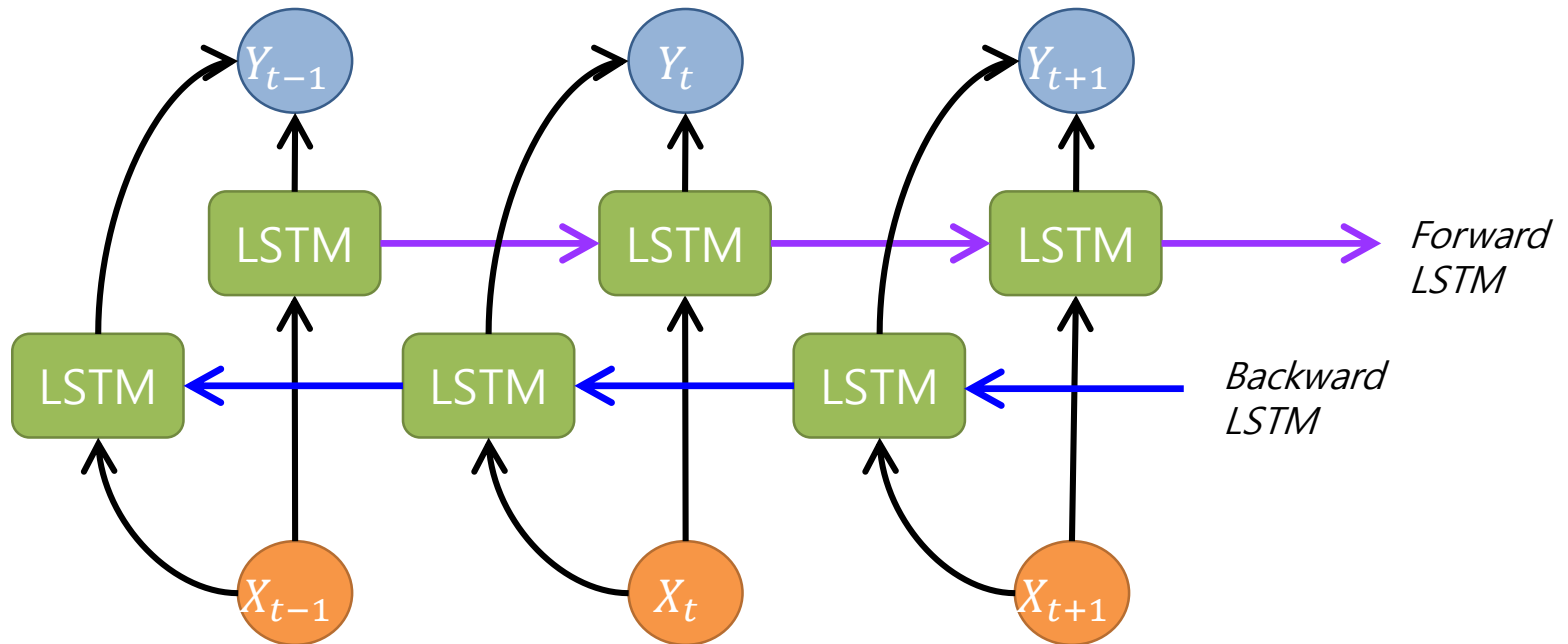 Y_{t-1}
Y_t
Y_{t+1}
LSTM
LSTM
LSTM
Forward
LSTM
LSTM
LSTM
LSTM
Backward
LSTM
X_{t-1}
X_t
X_{t+1}